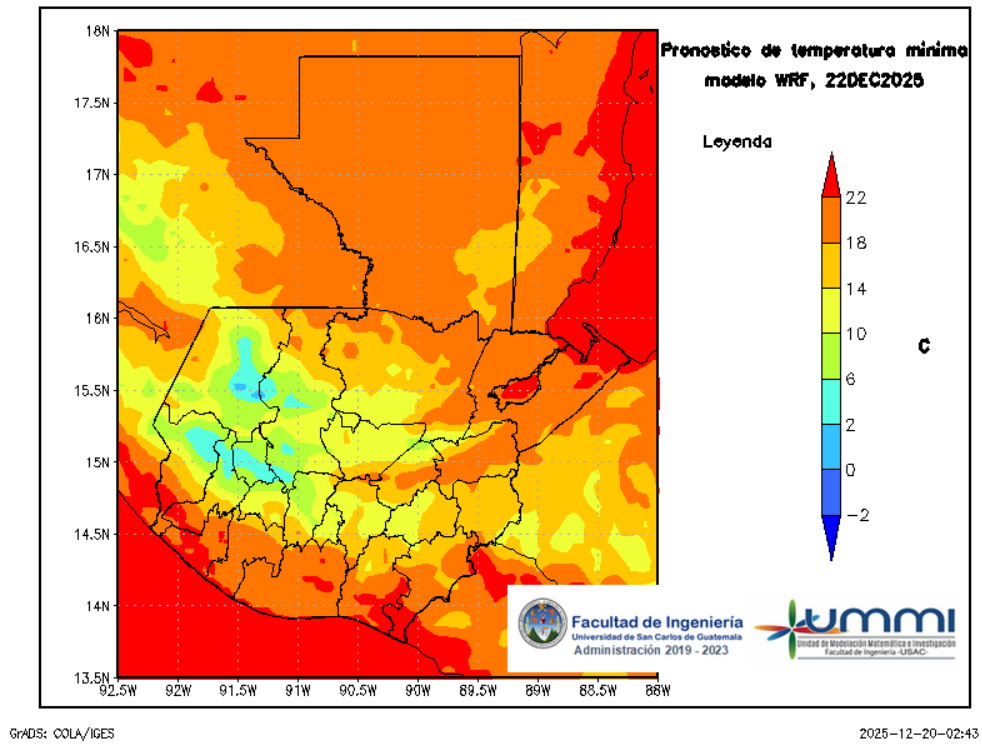 Pronostico de temperatura minima
modelo WRF, 22DEC2025
Leyenda
22
18
14
10
6
2
0
-2
C
18N
17.5N
17N
16.5N
16N
15.5N
15N
14.5N
14N
13.5N
92.5W 92W 91.5W 91W 90.5W 90W 89.5W 89W 88.5W 88W
Facultad de Ingeniería
Universidad de San Carlos de Guatemala
Administración 2019 - 2023
ummi
Unidad de Modelación Matemática e Investigación
Facultad de Ingeniería -USAC-
GrADS: COLA/IGES
2025-12-20-02:43